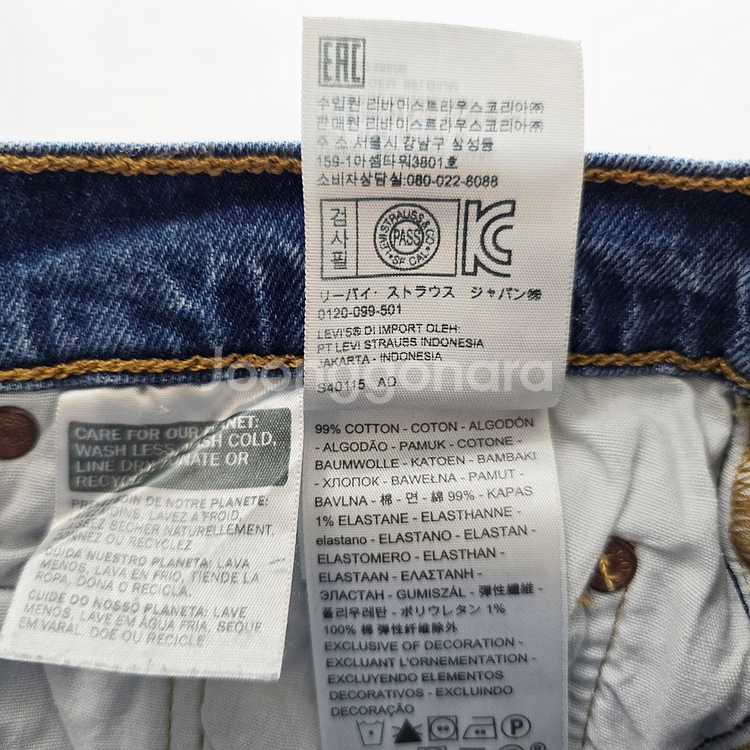 EAC
수입원 리바이스트라우스코리아㈜
판매원 리바이스트라우스코리아㈜
주 소 서울시 강남구 삼성동
159-1아셈타워3801호
소비자상담실:080-022-8088
검사필
LEVI STRAUSS & CO
PASS
SF CAL
KC
リーバイ・ストラウス ジャパン㈱
0120-099-501
LEVI'S® DI IMPORT OLEH:
PT LEVI STRAUSS INDONESIA
JAKARTA - INDONESIA
S40115 AD
joonggonara
99% COTTON - COTON - ALGODÓN
- ALGODÃO - PAMUK - COTONE -
BAUMWOLLE - KATOEN - BAMBAKI
- ХЛОПОК - BAWEŁNA - PAMUT -
BAVLNA - 棉 - 면 - 綿 99% - KAPAS
1% ELASTANE - ELASTHANNE -
elastano - ELASTANO - ELASTAN -
ELASTOMERO - ELASTHAN -
ELASTAAN - ΕΛΑΣΤΑΝΗ -
ЭЛАСТАН - GUMISZÁL - 彈性纖維 -
폴리우레탄 - ポリウレタン 1%
100% 棉 弹性纤维除外
EXCLUSIVE OF DECORATION -
EXCLUANT L'ORNEMENTATION -
EXCLUYENDO ELEMENTOS
DECORATIVOS - EXCLUINDO
DECORAÇÃO
P
CARE FOR OUR PLANET:
WASH LESS, WASH COLD,
LINE DRY, DONATE OR
RECYCLE
PRENEZ SOIN DE NOTRE PLANETE:
MOINS, LAVEZ A FROID,
NATURELLEMENT,
DONNEZ OU RECYCLEZ
CUIDA NUESTRO PLANETA: LAVA
MENOS, LAVA EN FRIO, TIENDE LA
ROPA, DONA O RECICLA.
CUIDE DO NOSSO PLANETA: LAVE
MENOS, LAVE EM AGUA FRIA, SEQUE
EM VARAL, DOE OU RECICLE